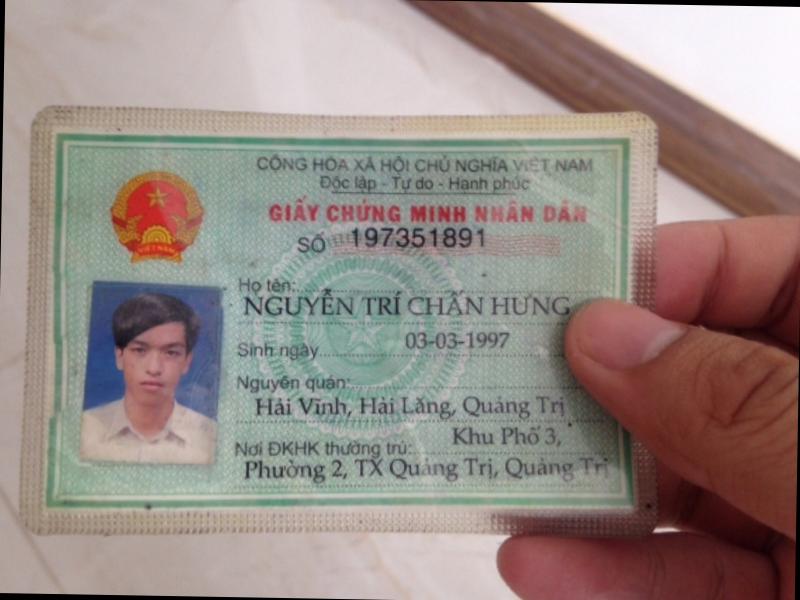 CỘNG HÒA XÃ HỘI CHỦ NGHĨA VIỆT NAM
Độc lập - Tự do - Hạnh phúc
GIẤY CHỨNG MINH NHÂN DÂN
SỐ 197351891
VIỆT NAM
Họ tên:
NGUYỄN TRÍ CHẤN HƯNG
Sinh ngày 03-03-1997
Nguyên quán:
Hải Vĩnh, Hải Lăng, Quảng Trị
Nơi ĐKHK thường trú: Khu Phố 3,
Phường 2, TX Quảng Trị, Quảng Trị